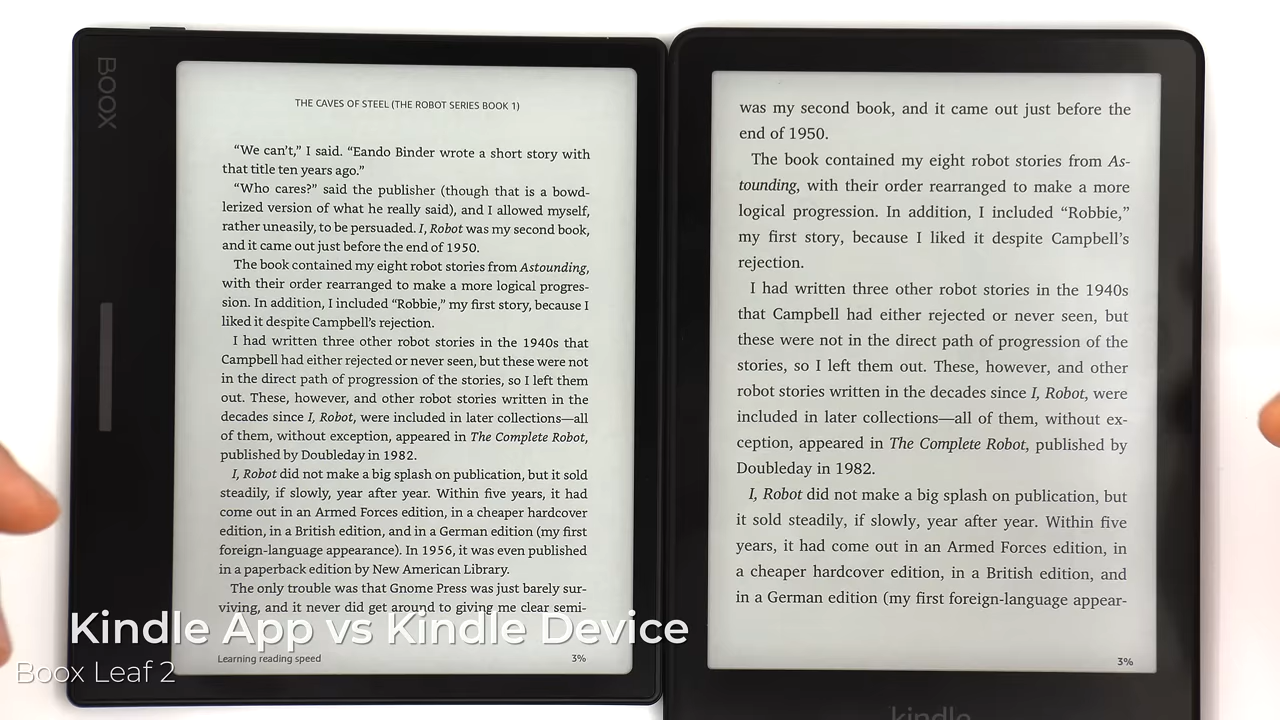 BOOX
THE CAVES OF STEEL (THE ROBOT SERIES BOOK 1)
“We can’t,” I said. “Eando Binder wrote a short story with
that title ten years ago.”
“Who cares?” said the publisher (though that is a bowd-
lerized version of what he really said), and I allowed myself,
rather uneasily, to be persuaded. I, Robot was my second book,
and it came out just before the end of 1950.
The book contained my eight robot stories from Astounding,
with their order rearranged to make a more logical progres-
sion. In addition, I included “Robbie,” my first story, because I
liked it despite Campbell’s rejection.
I had written three other robot stories in the 1940s that
Campbell had either rejected or never seen, but these were not
in the direct path of progression of the stories, so I left them
out. These, however, and other robot stories written in the
decades since I, Robot, were included in later collections—all
of them, without exception, appeared in The Complete Robot,
published by Doubleday in 1982.
I, Robot did not make a big splash on publication, but it sold
steadily, if slowly, year after year. Within five years, it had
come out in an Armed Forces edition, in a cheaper hardcover
edition, in a British edition, and in a German edition (my first
foreign-language appearance). In 1956, it was even published
in a paperback edition by New American Library.
The only trouble was that Gnome Press was just barely sur-
viving, and it never did get around to giving me clear semi-
Learning reading speed 3%
was my second book, and it came out just before the
end of 1950.
The book contained my eight robot stories from As-
tounding, with their order rearranged to make a more
logical progression. In addition, I included “Robbie,”
my first story, because I liked it despite Campbell’s
rejection.
I had written three other robot stories in the 1940s
that Campbell had either rejected or never seen, but
these were not in the direct path of progression of the
stories, so I left them out. These, however, and other
robot stories written in the decades since I, Robot, were
included in later collections—all of them, without ex-
ception, appeared in The Complete Robot, published by
Doubleday in 1982.
I, Robot did not make a big splash on publication, but
it sold steadily, if slowly, year after year. Within five
years, it had come out in an Armed Forces edition, in
a cheaper hardcover edition, in a British edition, and
in a German edition (my first foreign-language appear-
3%
kindle
Kindle App vs Kindle Device
Boox Leaf 2